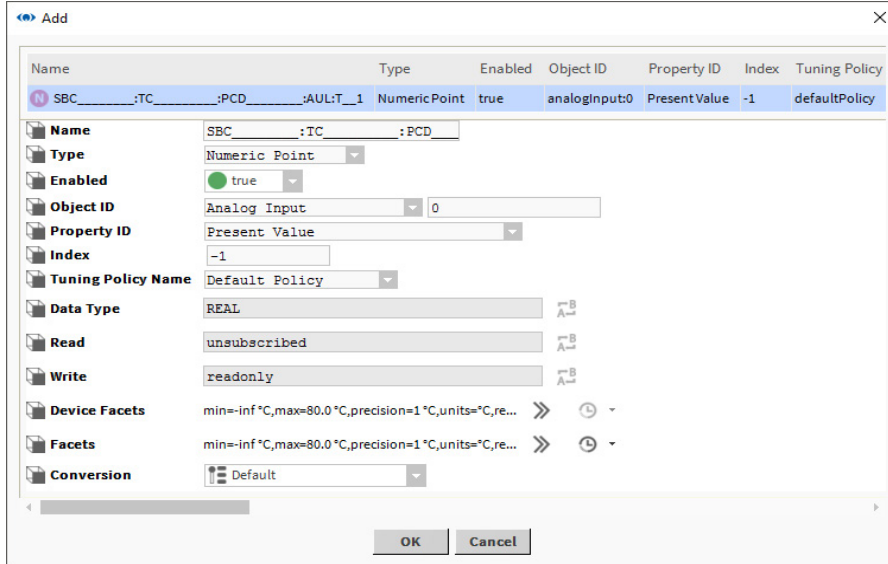 Add
Name Type Enabled Object ID Property ID Index Tuning Policy
N SBC________:TC_________:PCD________:AUL:T__1 Numeric Point true analogInput:0 Present Value -1 defaultPolicy
Name SBC________:TC_________:PCD___
Type Numeric Point
Enabled true
Object ID Analog Input 0
Property ID Present Value
Index -1
Tuning Policy Name Default Policy
Data Type REAL
Read unsubscribed
Write readonly
Device Facets min=-inf °C,max=80.0 °C,precision=1 °C,units=°C,re...
Facets min=-inf °C,max=80.0 °C,precision=1 °C,units=°C,re...
Conversion Default
OK Cancel